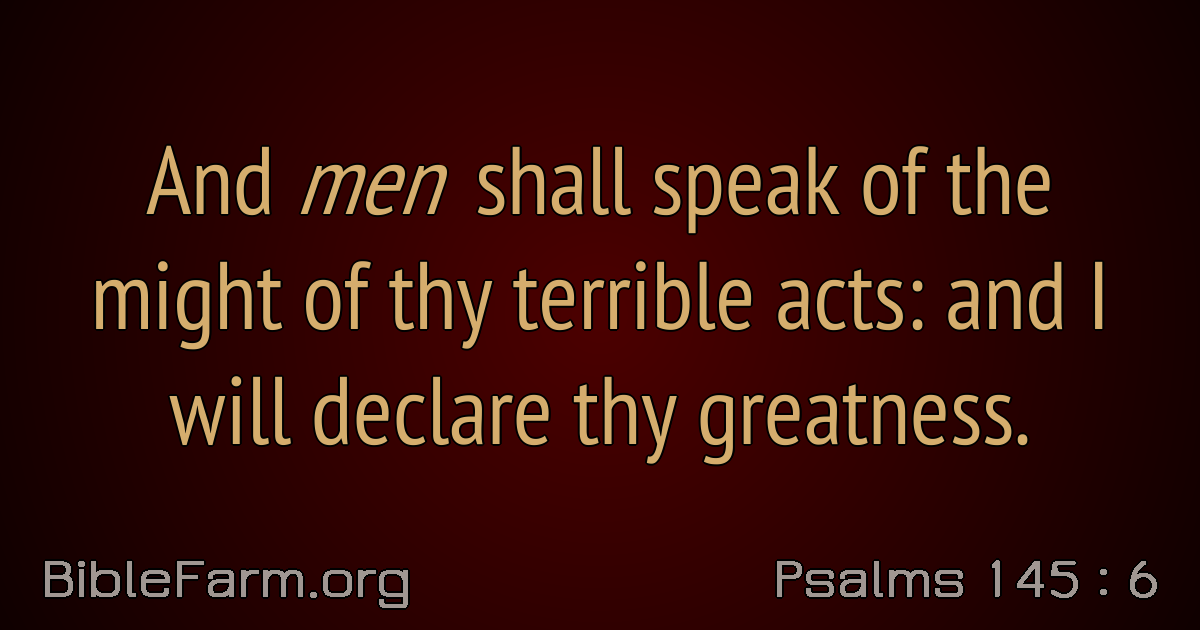 And men shall speak of the
might of thy terrible acts: and I
will declare thy greatness.
BibleFarm.org
Psalms 145 : 6